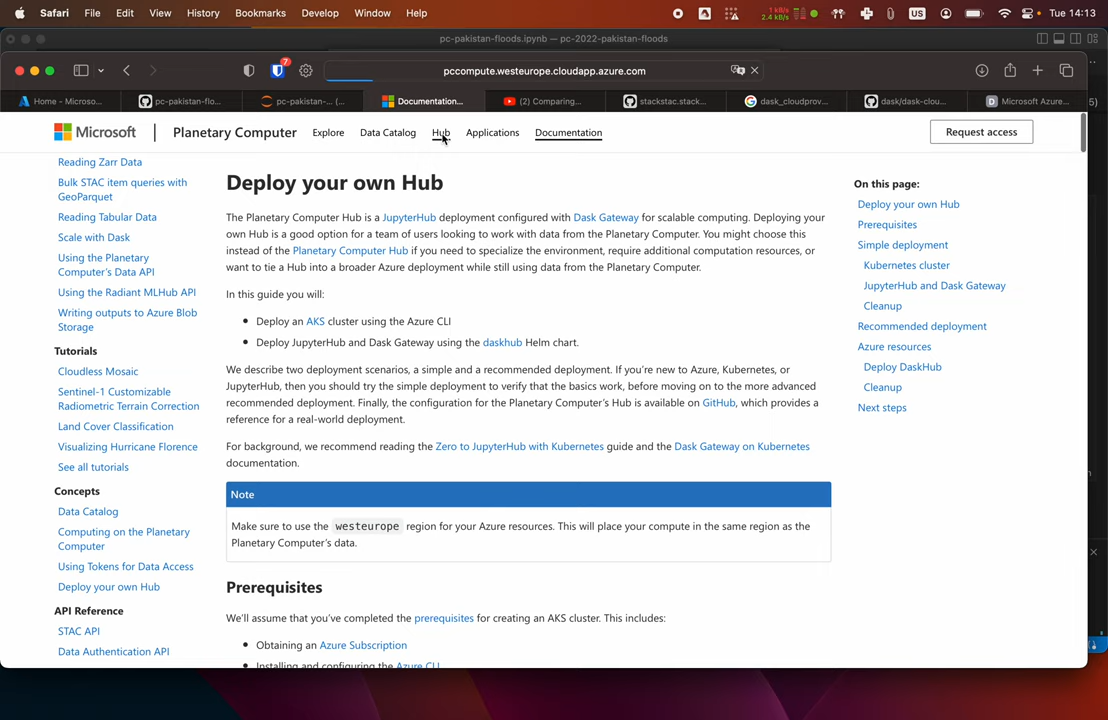 Safari File Edit View History Bookmarks Develop Window Help
1 kB/s
2.4 kB/s
US
Tue 14:13
pc-pakistan-floods.ipynb — pc-2022-pakistan-floods
7
pccompute.westeurope.cloudapp.azure.com
Home - Microso...
pc-pakistan-flo...
pc-pakistan-... (...
Documentation...
(2) Comparing...
stackstac.stack...
dask_cloudprov...
dask/dask-clou...
Microsoft Azure...
5)
Microsoft
Planetary Computer
Explore
Data Catalog
Hub
Applications
Documentation
Request access
Reading Zarr Data
Bulk STAC item queries with
GeoParquet
Reading Tabular Data
Scale with Dask
Using the Planetary
Computer's Data API
Using the Radiant MLHub API
Writing outputs to Azure Blob
Storage
Tutorials
Cloudless Mosaic
Sentinel-1 Customizable
Radiometric Terrain Correction
Land Cover Classification
Visualizing Hurricane Florence
See all tutorials
Concepts
Data Catalog
Computing on the Planetary
Computer
Using Tokens for Data Access
Deploy your own Hub
API Reference
STAC API
Data Authentication API
Deploy your own Hub
The Planetary Computer Hub is a JupyterHub deployment configured with Dask Gateway for scalable computing. Deploying your
own Hub is a good option for a team of users looking to work with data from the Planetary Computer. You might choose this
instead of the Planetary Computer Hub if you need to specialize the environment, require additional computation resources, or
want to tie a Hub into a broader Azure deployment while still using data from the Planetary Computer.
In this guide you will:
Deploy an AKS cluster using the Azure CLI
Deploy JupyterHub and Dask Gateway using the daskhub Helm chart.
We describe two deployment scenarios, a simple and a recommended deployment. If you're new to Azure, Kubernetes, or
JupyterHub, then you should try the simple deployment to verify that the basics work, before moving on to the more advanced
recommended deployment. Finally, the configuration for the Planetary Computer's Hub is available on GitHub, which provides a
reference for a real-world deployment.
For background, we recommend reading the Zero to JupyterHub with Kubernetes guide and the Dask Gateway on Kubernetes
documentation.
Note
Make sure to use the westeurope region for your Azure resources. This will place your compute in the same region as the
Planetary Computer's data.
Prerequisites
We'll assume that you've completed the prerequisites for creating an AKS cluster. This includes:
Obtaining an Azure Subscription
Installing and configuring the Azure CLI
On this page:
Deploy your own Hub
Prerequisites
Simple deployment
Kubernetes cluster
JupyterHub and Dask Gateway
Cleanup
Recommended deployment
Azure resources
Deploy DaskHub
Cleanup
Next steps